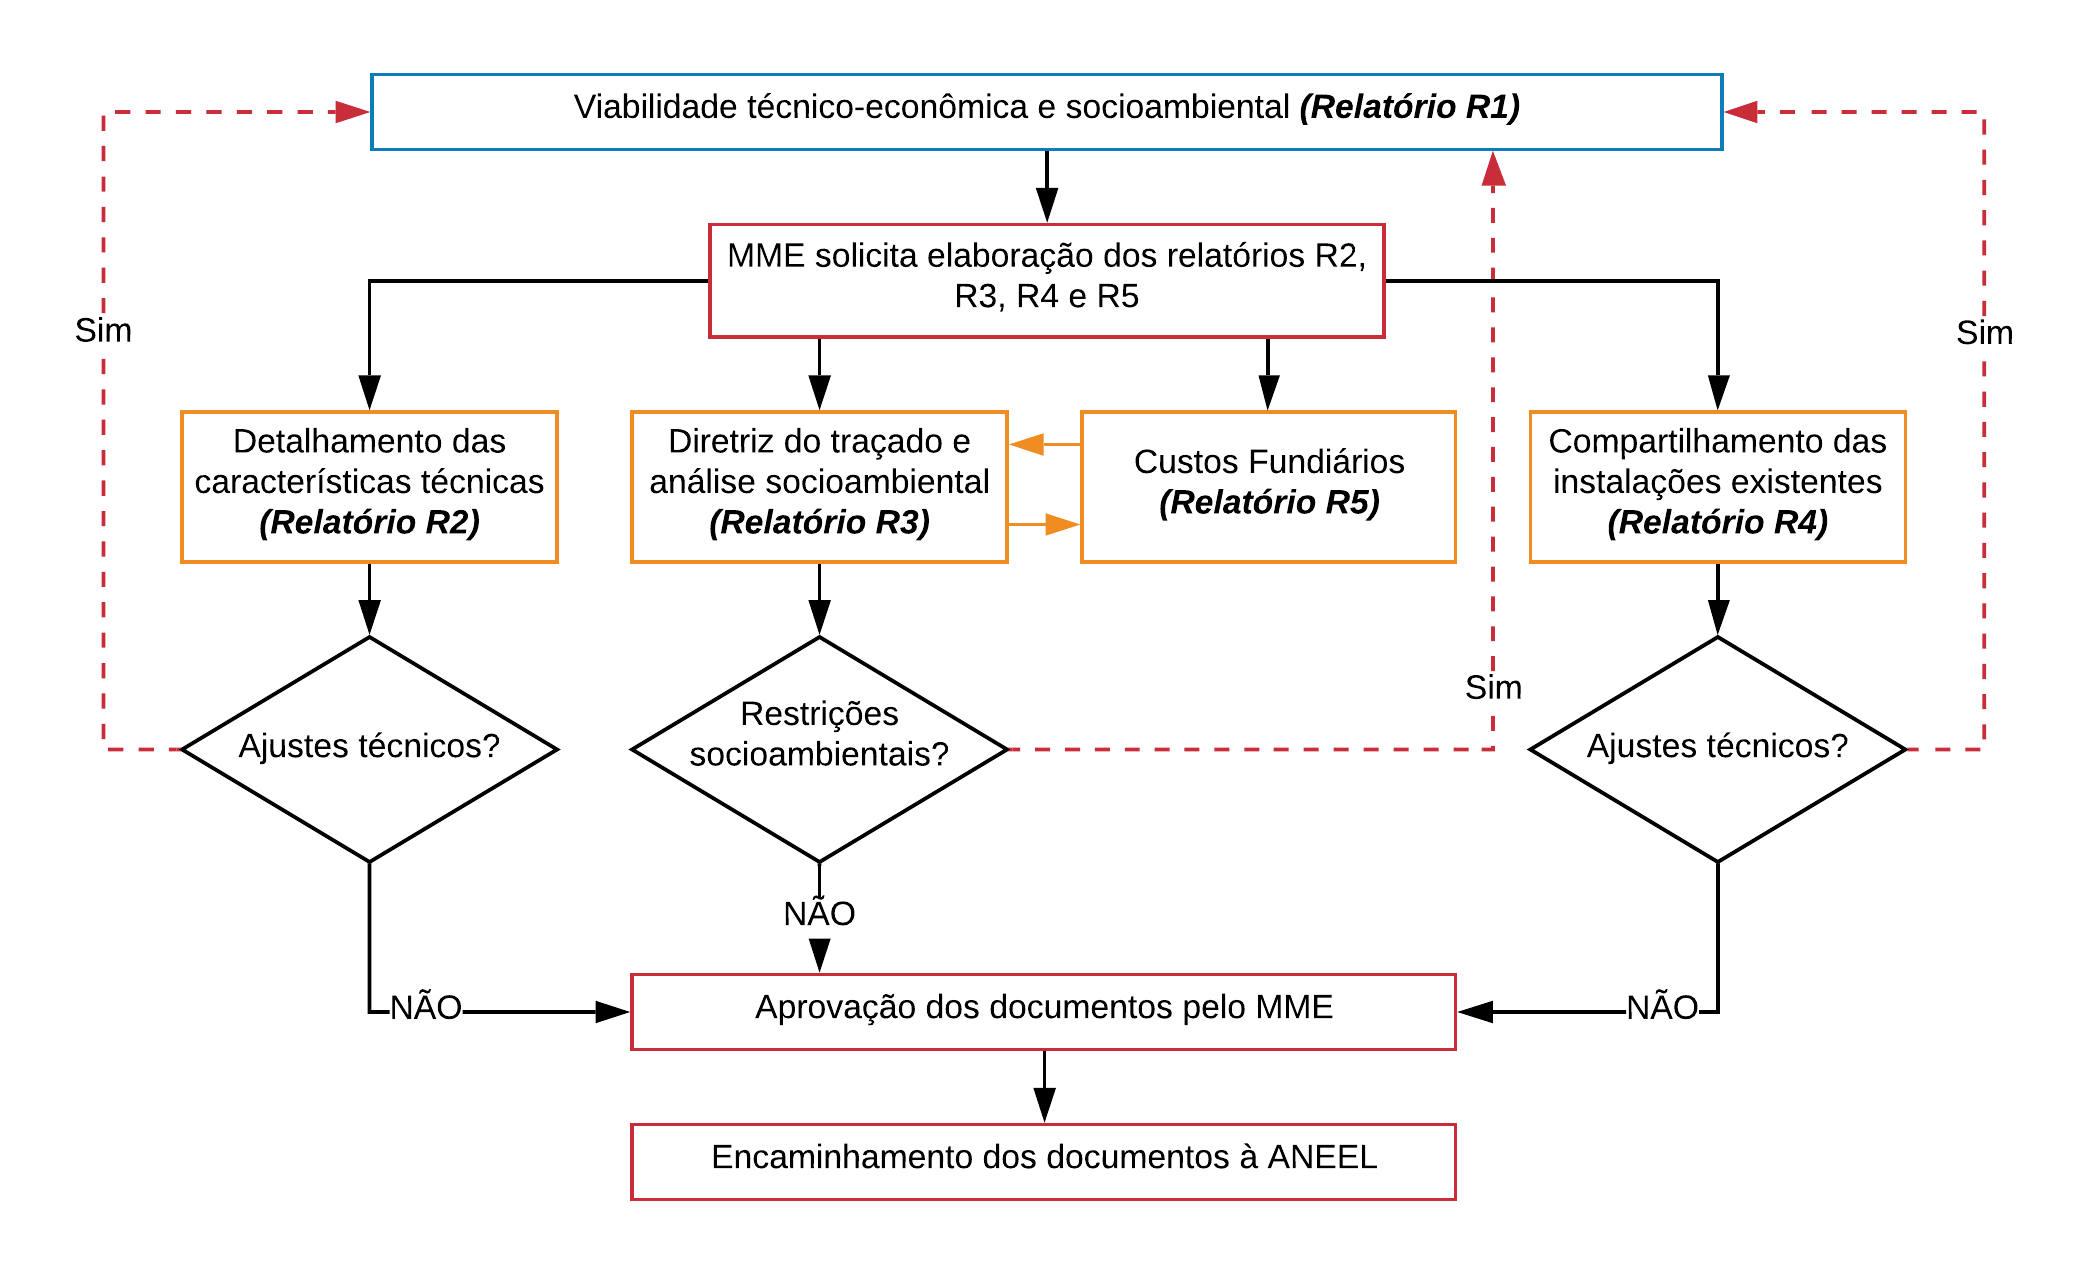 Viabilidade técnico-econômica e socioambiental (Relatório R1)
MME solicita elaboração dos relatórios R2,
R3, R4 e R5
Sim
Sim
Detalhamento das
características técnicas
(Relatório R2)
Diretriz do traçado e
análise socioambiental
(Relatório R3)
Custos Fundiários
(Relatório R5)
Compartilhamento das
instalações existentes
(Relatório R4)
Sim
Ajustes técnicos?
Restrições
socioambientais?
Ajustes técnicos?
NÃO
NÃO
Aprovação dos documentos pelo MME
NÃO
Encaminhamento dos documentos à ANEEL